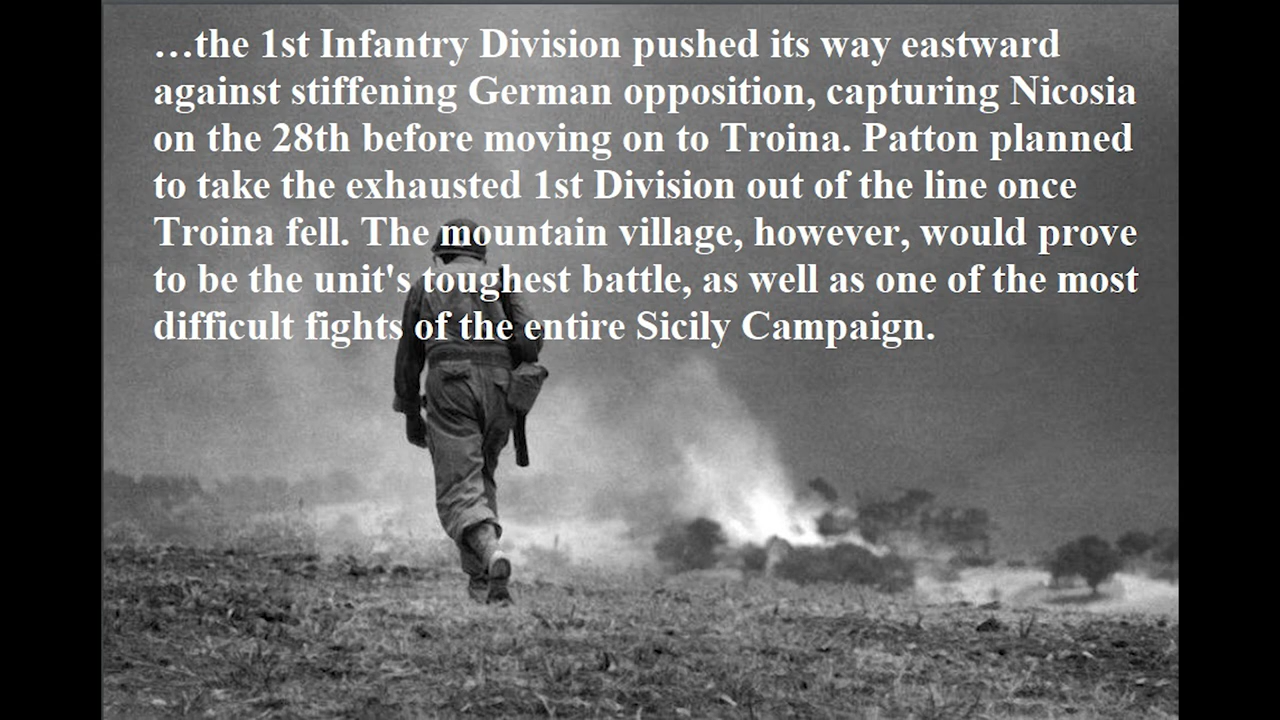 …the 1st Infantry Division pushed its way eastward
against stiffening German opposition, capturing Nicosia
on the 28th before moving on to Troina. Patton planned
to take the exhausted 1st Division out of the line once
Troina fell. The mountain village, however, would prove
to be the unit's toughest battle, as well as one of the most
difficult fights of the entire Sicily Campaign.